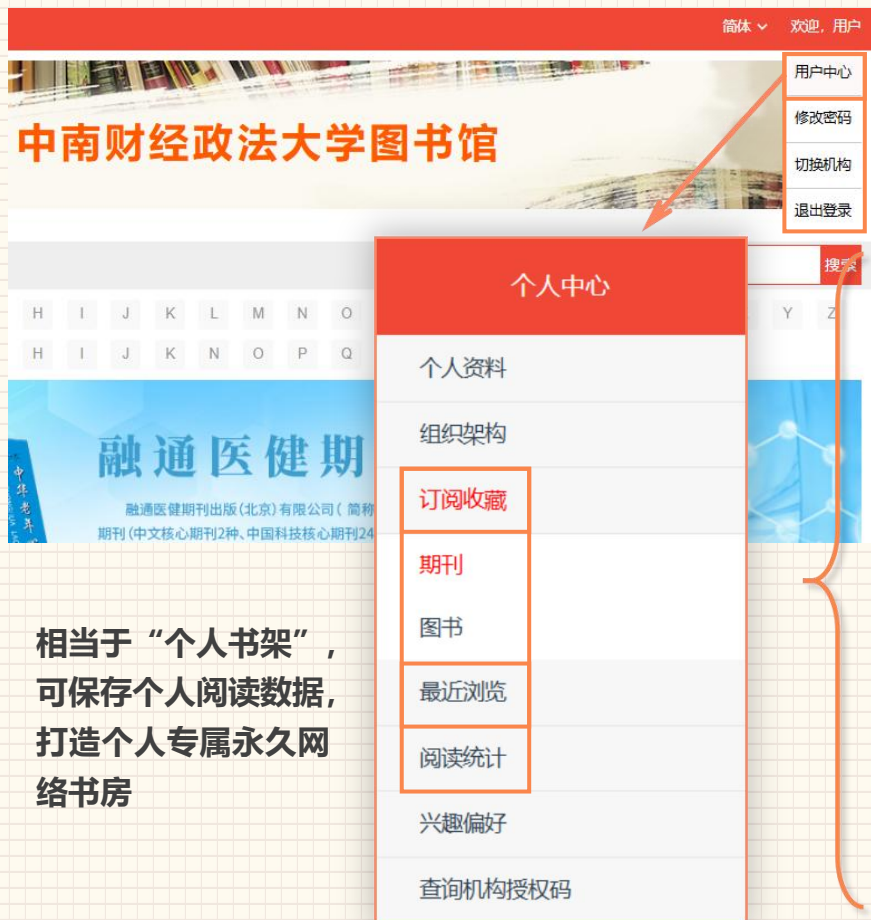 简体 欢迎，用户
用户中心
修改密码
切换机构
退出登录
中南财经政法大学图书馆
搜索
H I J K L M N O Y Z
H I J K N O P Q
融通医健期
融通医健期刊出版(北京)有限公司(简称
期刊(中文核心期刊2种、中国科技核心期刊24
中华老年
个人中心
个人资料
组织架构
订阅收藏
期刊
图书
最近浏览
阅读统计
兴趣偏好
查询机构授权码
相当于“个人书架”，
可保存个人阅读数据，
打造个人专属永久网
络书房